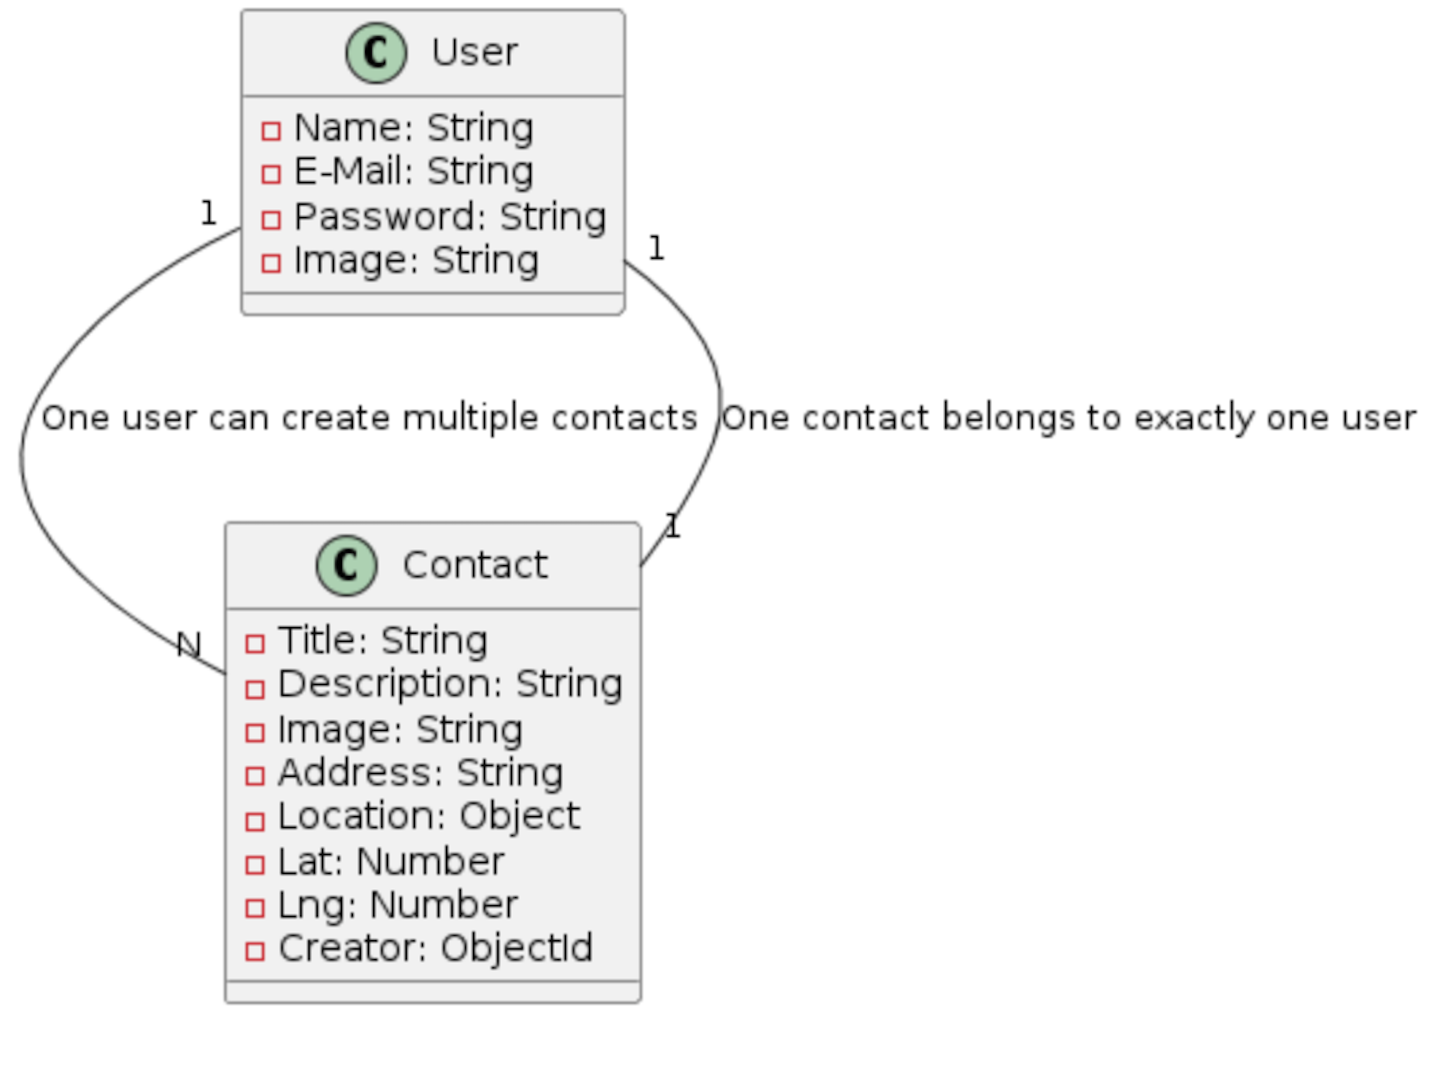 C User
Name: String
E-Mail: String
Password: String
Image: String
1
1
One user can create multiple contacts
One contact belongs to exactly one user
1
N
C Contact
Title: String
Description: String
Image: String
Address: String
Location: Object
Lat: Number
Lng: Number
Creator: ObjectId